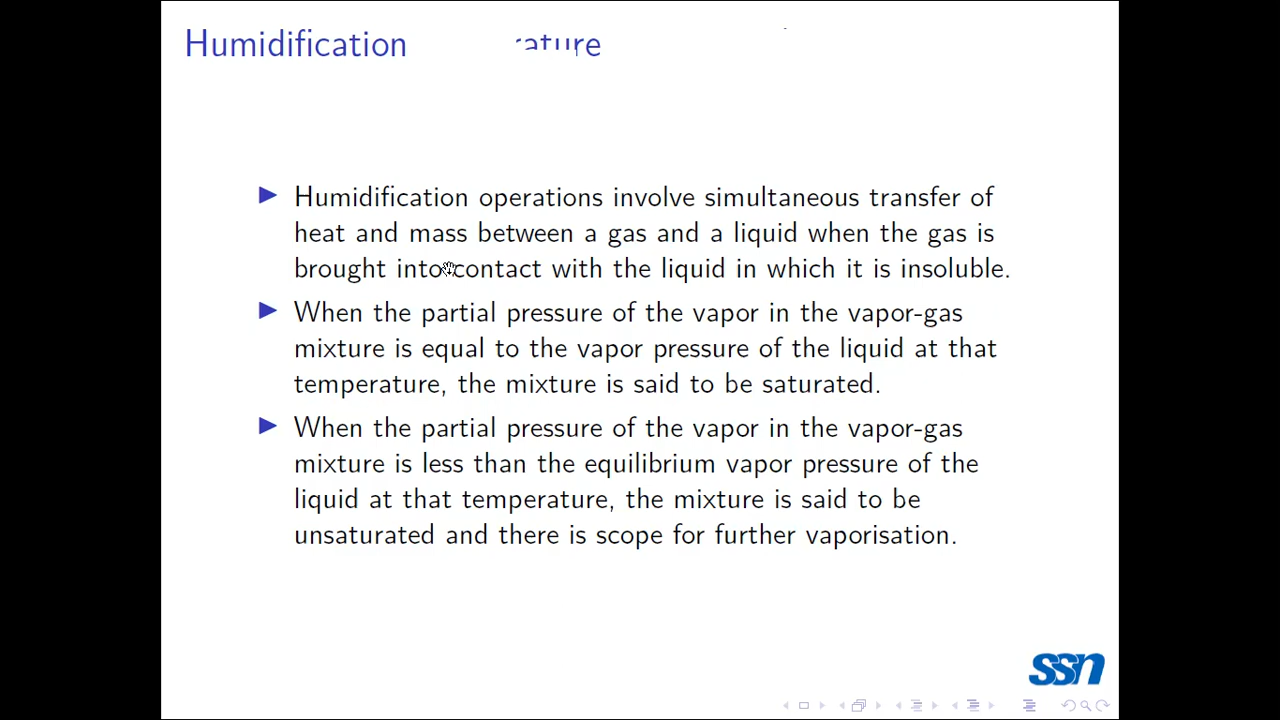 Humidification
Humidification operations involve simultaneous transfer of
heat and mass between a gas and a liquid when the gas is
brought into contact with the liquid in which it is insoluble.
When the partial pressure of the vapor in the vapor-gas
mixture is equal to the vapor pressure of the liquid at that
temperature, the mixture is said to be saturated.
When the partial pressure of the vapor in the vapor-gas
mixture is less than the equilibrium vapor pressure of the
liquid at that temperature, the mixture is said to be
unsaturated and there is scope for further vaporisation.
ssn